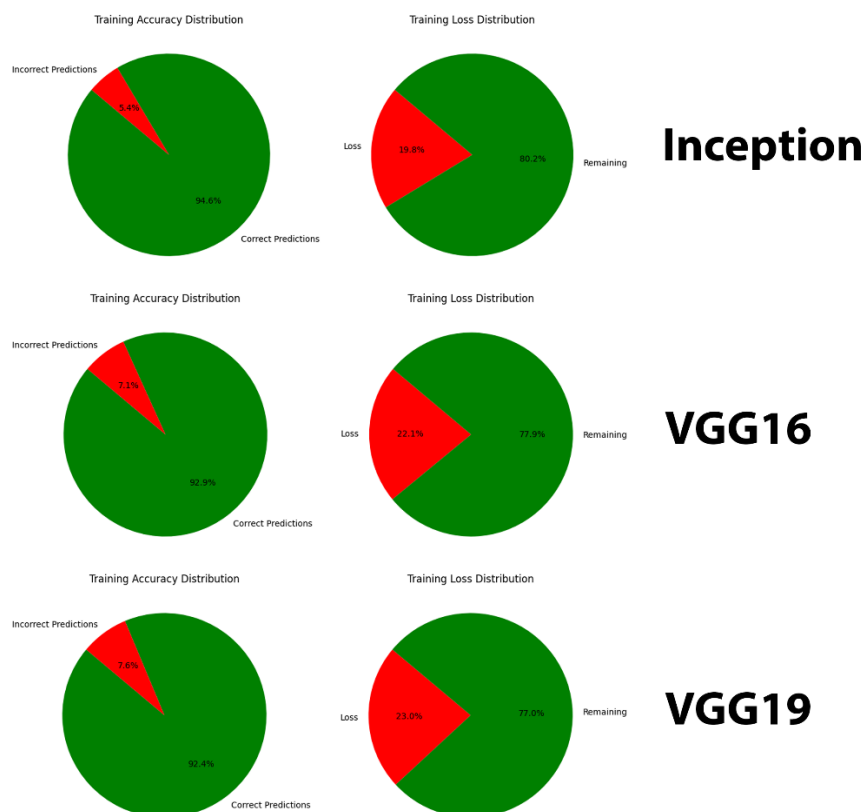 Training Accuracy Distribution
Training Loss Distribution
Incorrect Predictions
5.4%
94.6%
Correct Predictions
Loss
19.8%
80.2%
Remaining
Inception
Training Accuracy Distribution
Training Loss Distribution
Incorrect Predictions
7.1%
92.9%
Correct Predictions
Loss
22.1%
77.9%
Remaining
VGG16
Training Accuracy Distribution
Training Loss Distribution
Incorrect Predictions
7.6%
92.4%
Correct Predictions
Loss
23.0%
77.0%
Remaining
VGG19